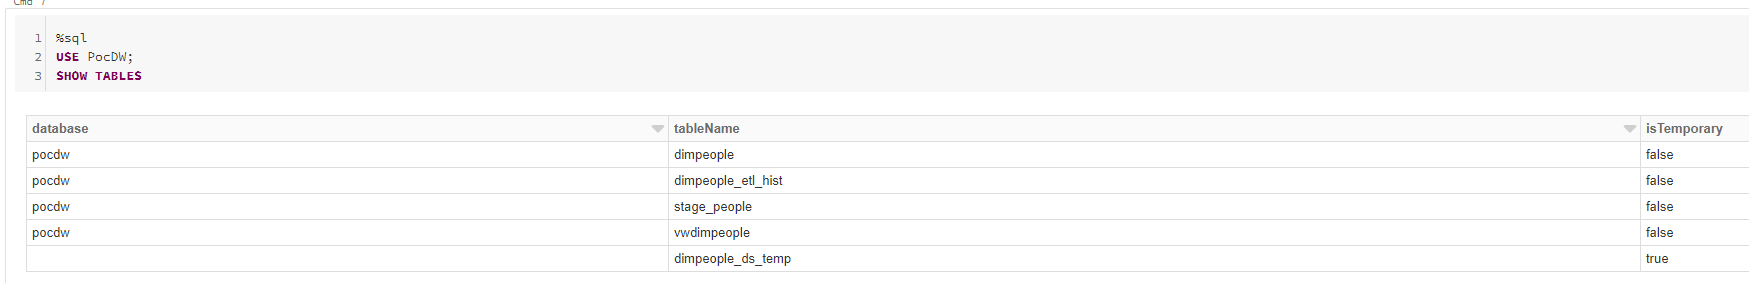 Cmd 7
1 %sql
2 USE PocDW;
3 SHOW TABLES
database tableName isTemporary
pocdw dimpeople false
pocdw dimpeople_etl_hist false
pocdw stage_people false
pocdw vwdimpeople false
dimpeople_ds_temp true